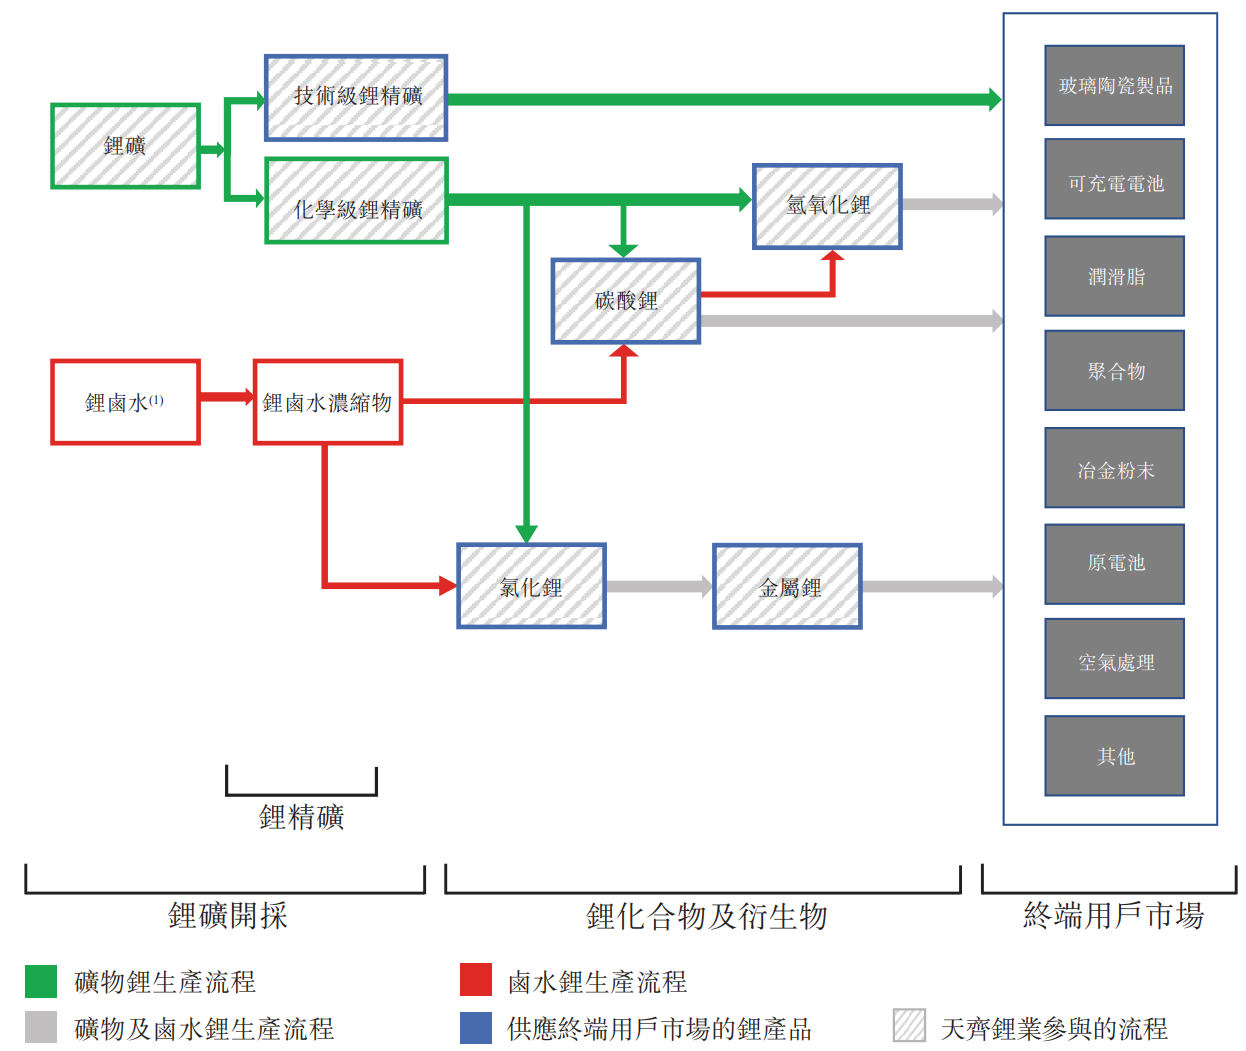 鋰礦
技術級鋰精礦
化學級鋰精礦
氫氧化鋰
碳酸鋰
鋰鹵水(1)
鋰鹵水濃縮物
氯化鋰
金屬鋰
玻璃陶瓷製品
可充電電池
潤滑脂
聚合物
冶金粉末
原電池
空氣處理
其他
鋰精礦
鋰礦開採
鋰化合物及衍生物
終端用戶市場
礦物鋰生產流程
鹵水鋰生產流程
礦物及鹵水鋰生產流程
供應終端用戶市場的鋰產品
天齊鋰業參與的流程